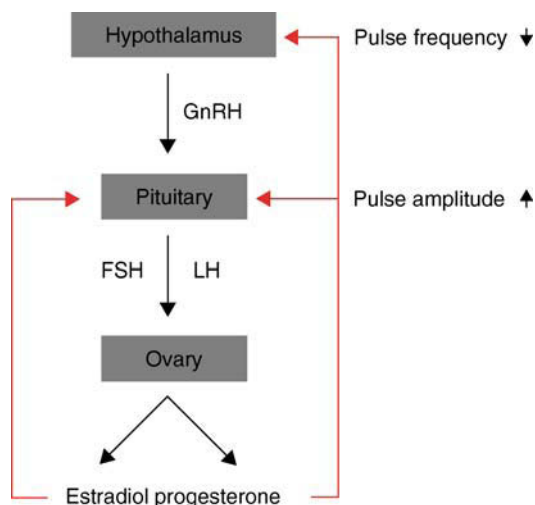 Hypothalamus
Pulse frequency
GnRH
Pituitary
Pulse amplitude
FSH LH
Ovary
Estradiol progesterone